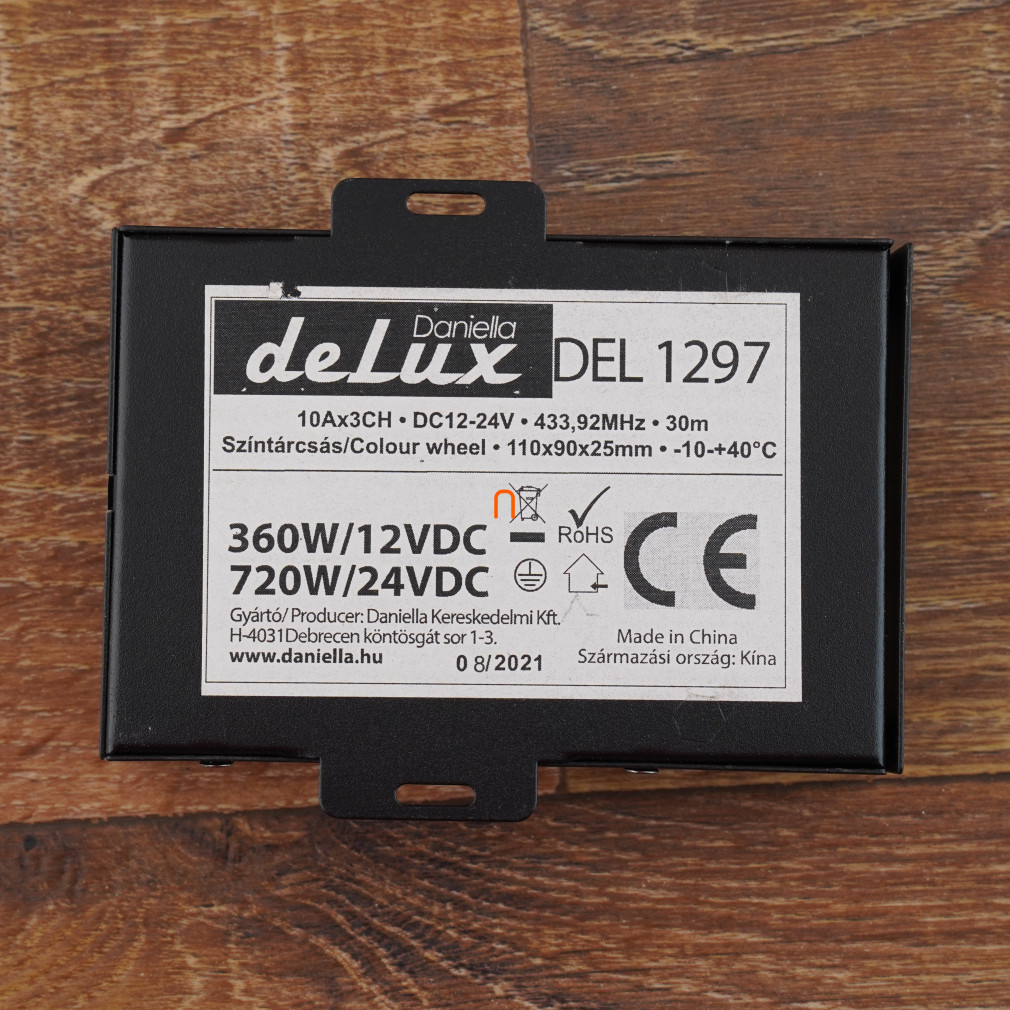 Daniella
deLux DEL 1297
10Ax3CH • DC12-24V • 433,92MHz • 30m
Színtárcsás/Colour wheel • 110x90x25mm • -10-+40°C
RoHS
CE
360W/12VDC
720W/24VDC
Gyártó/ Producer: Daniella Kereskedelmi Kft.
H-4031Debrecen köntösgát sor 1-3.
www.daniella.hu
08/2021
Made in China
Származási ország: Kína